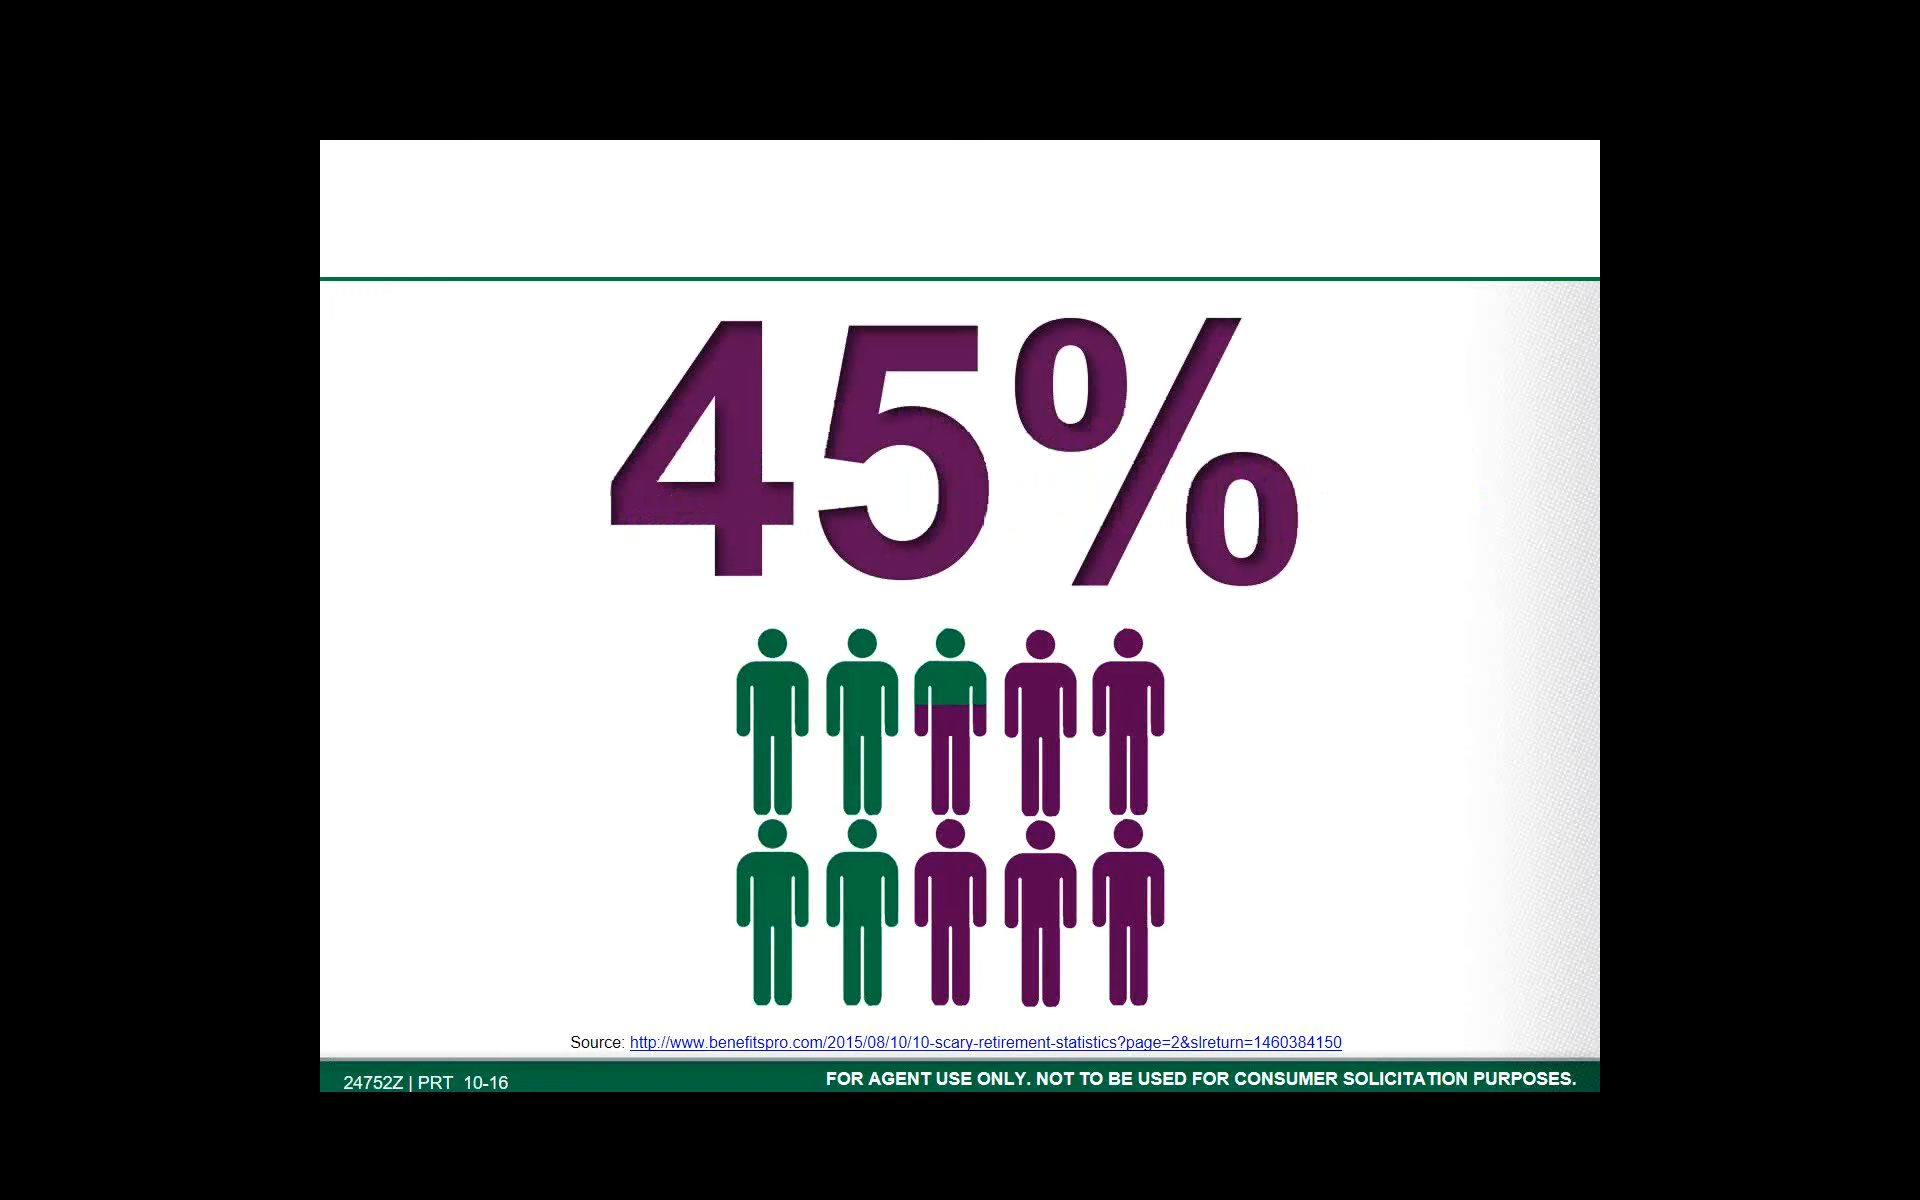 45%
Source: http://www.benefitspro.com/2015/08/10/10-scary-retirement-statistics?page=2&slreturn=1460384150
24752Z | PRT 10-16
FOR AGENT USE ONLY. NOT TO BE USED FOR CONSUMER SOLICITATION PURPOSES.